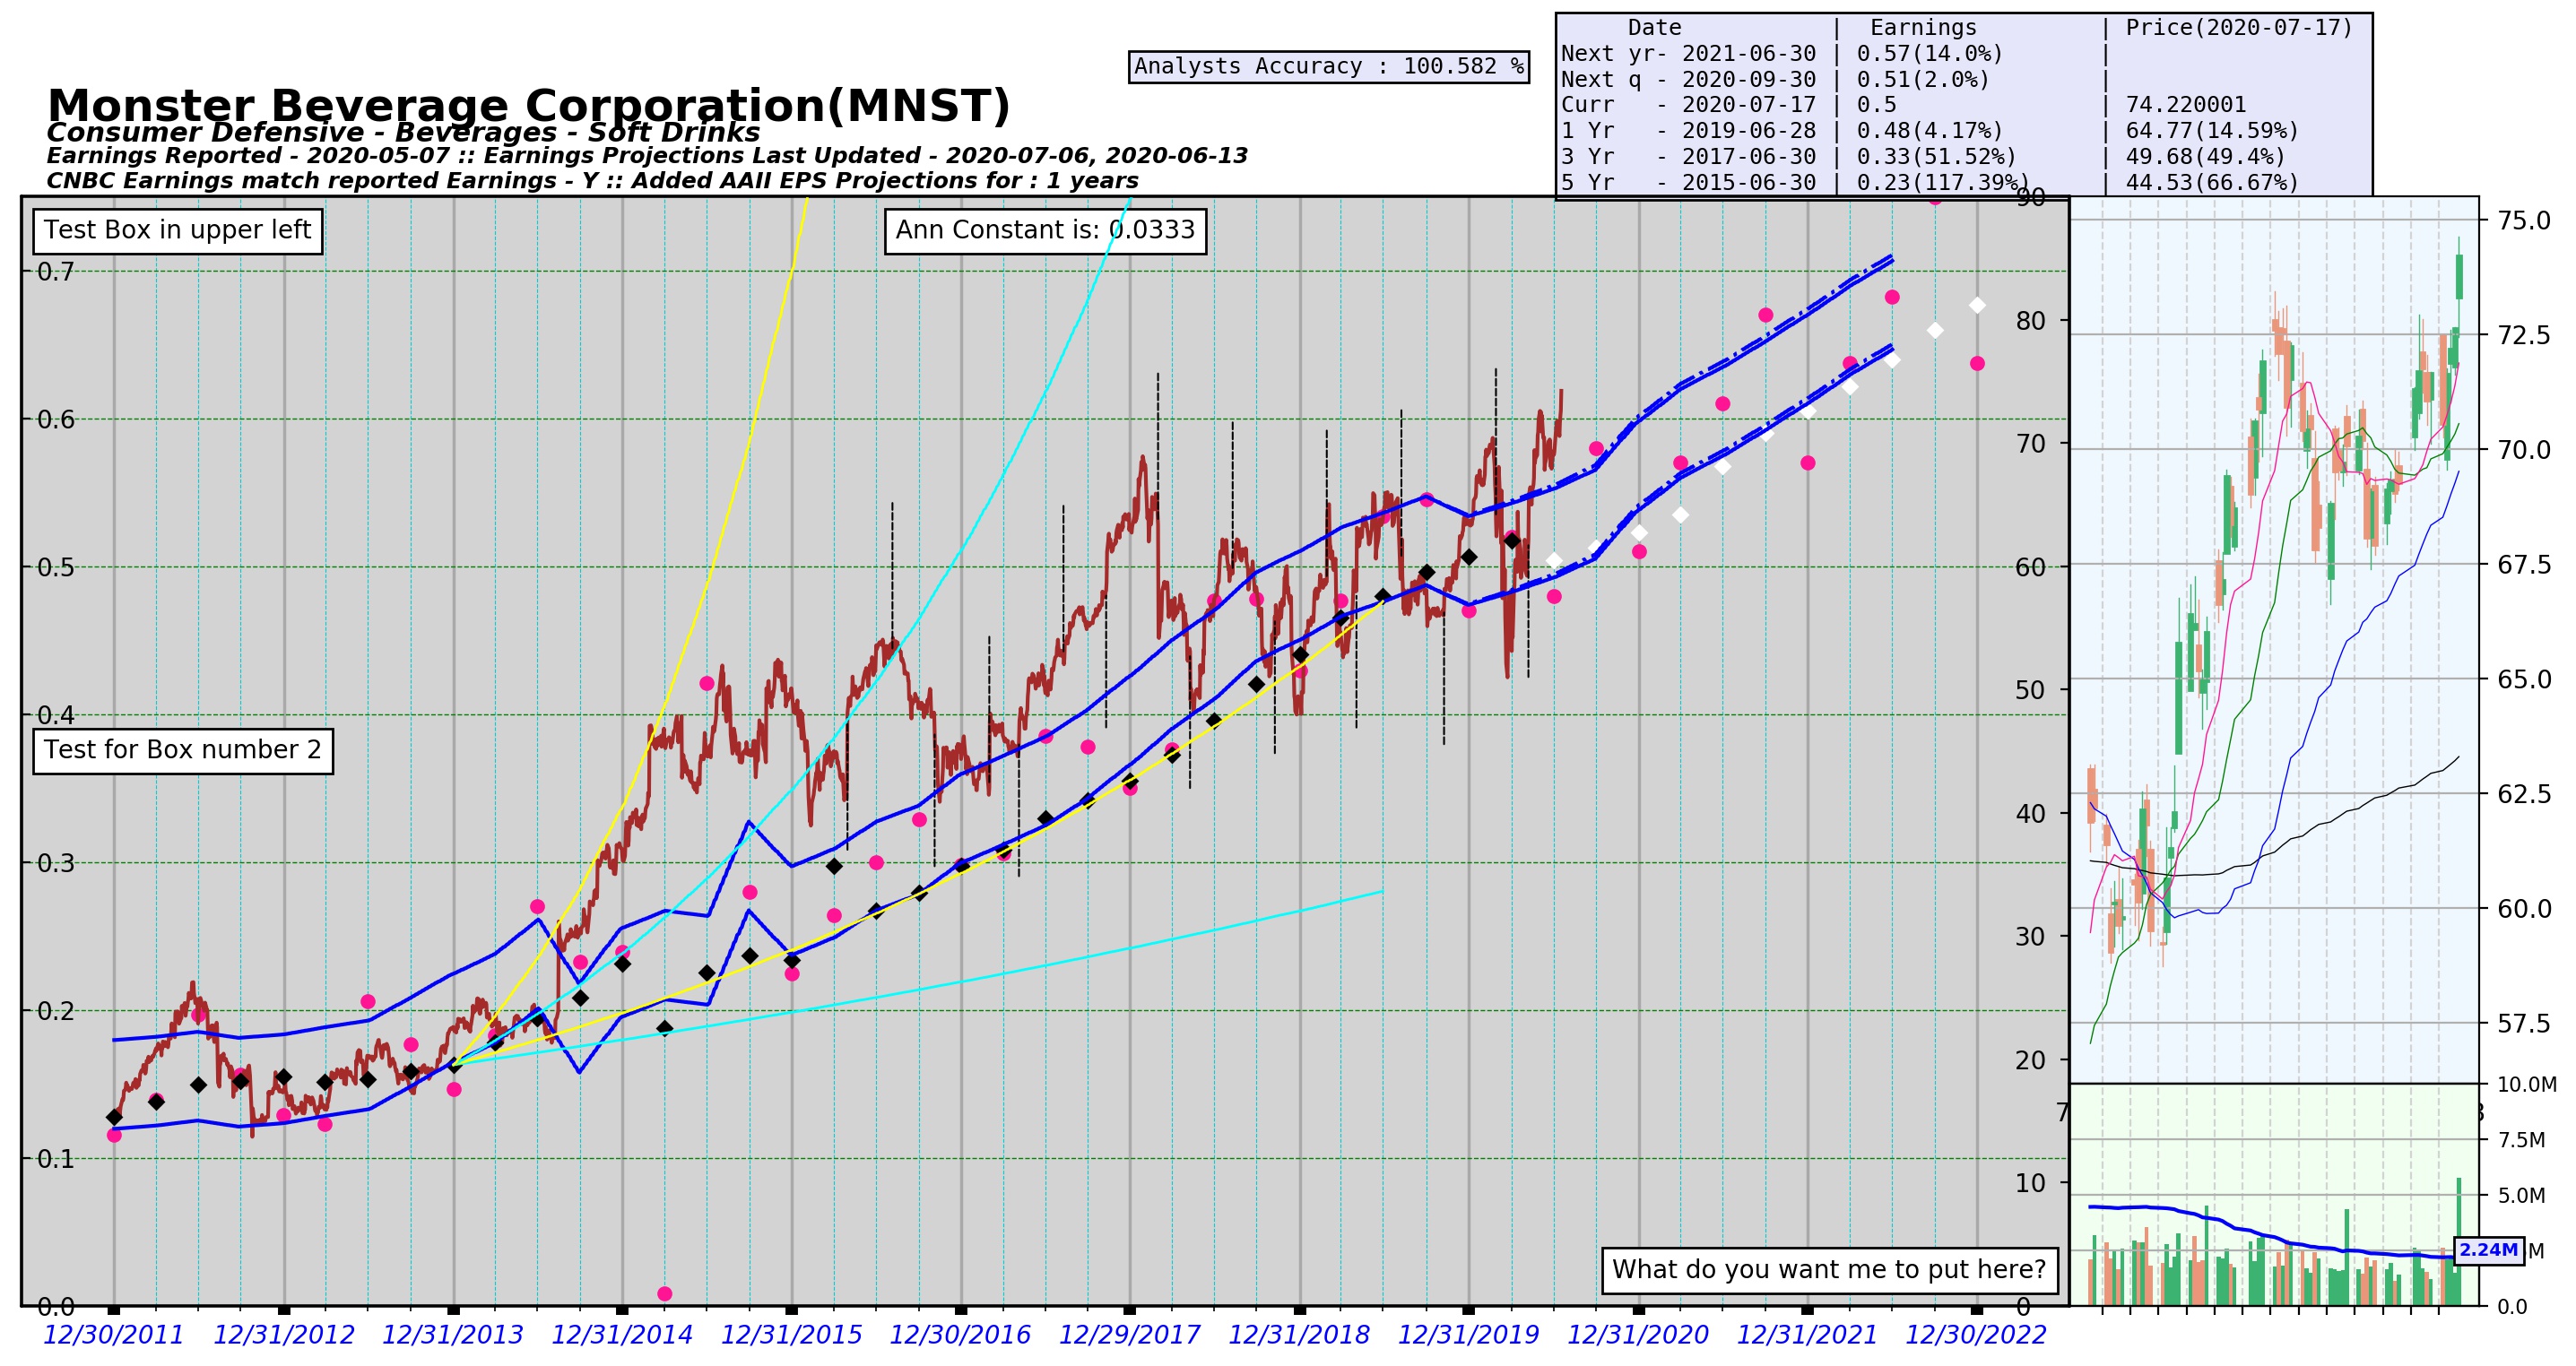 Date | Earnings | Price(2020-07-17)
Next yr- 2021-06-30 | 0.57(14.0%) |
Next q - 2020-09-30 | 0.51(2.0%) |
Curr - 2020-07-17 | 0.5 | 74.220001
1 Yr - 2019-06-28 | 0.48(4.17%) | 64.77(14.59%)
3 Yr - 2017-06-30 | 0.33(51.52%) | 49.68(49.4%)
5 Yr - 2015-06-30 | 0.23(117.39%) | 44.53(66.67%)
Analysts Accuracy : 100.582 %
Monster Beverage Corporation(MNST)
Consumer Defensive - Beverages - Soft Drinks
Earnings Reported - 2020-05-07 :: Earnings Projections Last Updated - 2020-07-06, 2020-06-13
CNBC Earnings match reported Earnings - Y :: Added AAII EPS Projections for : 1 years
Test Box in upper left
Ann Constant is: 0.0333
Test for Box number 2
What do you want me to put here?
0.7
0.6
0.5
0.4
0.3
0.2
0.1
0.0
90
80
70
60
50
40
30
20
10
0
75.0
72.5
70.0
67.5
65.0
62.5
60.0
57.5
10.0M
7.5M
5.0M
2.24M
0.0
12/30/2011
12/31/2012
12/31/2013
12/31/2014
12/31/2015
12/30/2016
12/29/2017
12/31/2018
12/31/2019
12/31/2020
12/31/2021
12/30/2022